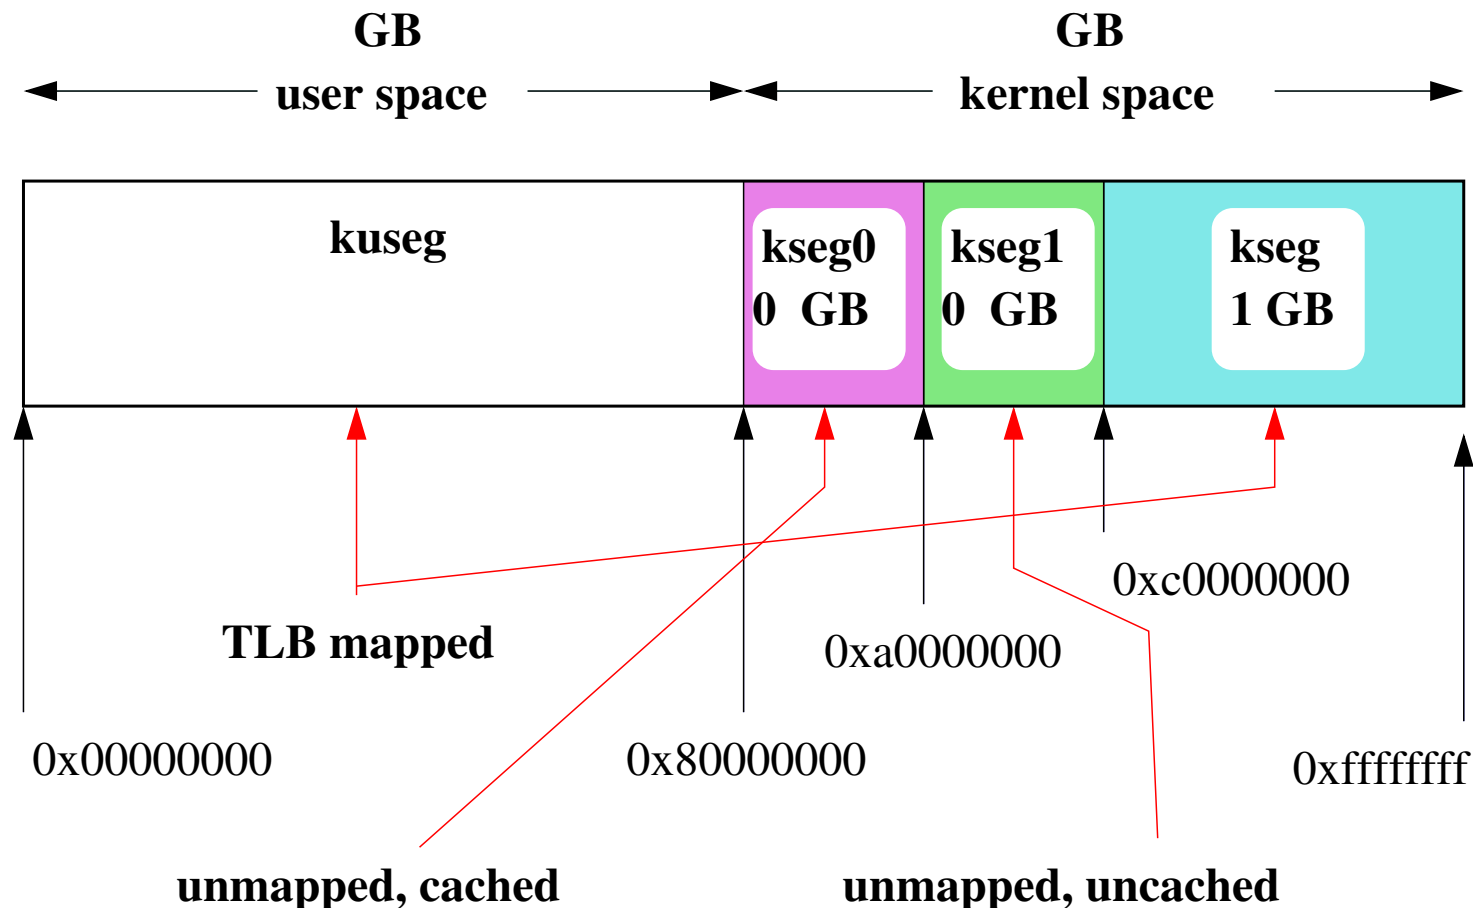 GB
user space
GB
kernel space
kuseg
kseg0
0 GB
kseg1
0 GB
kseg
1 GB
0xc0000000
TLB mapped
0xa0000000
0x00000000
0x80000000
0xffffffff
unmapped, cached
unmapped, uncached